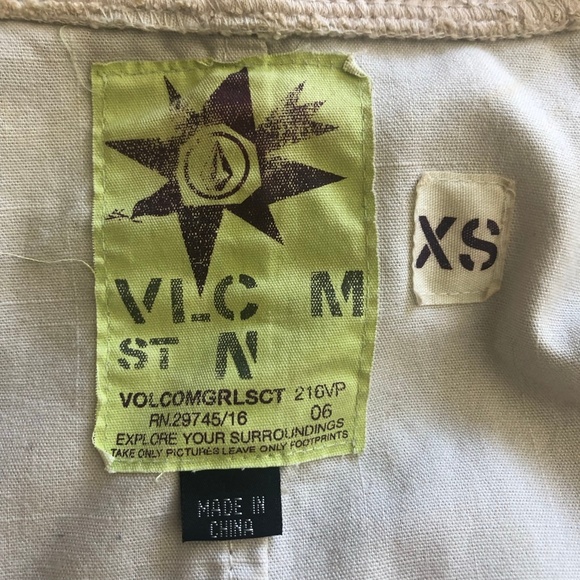 VLC M
ST N
VOLCOMGRLSCT 216VP
RN.29745/16 06
EXPLORE YOUR SURROUNDINGS
TAKE ONLY PICTURES LEAVE ONLY FOOTPRINTS
XS
MADE IN
CHINA